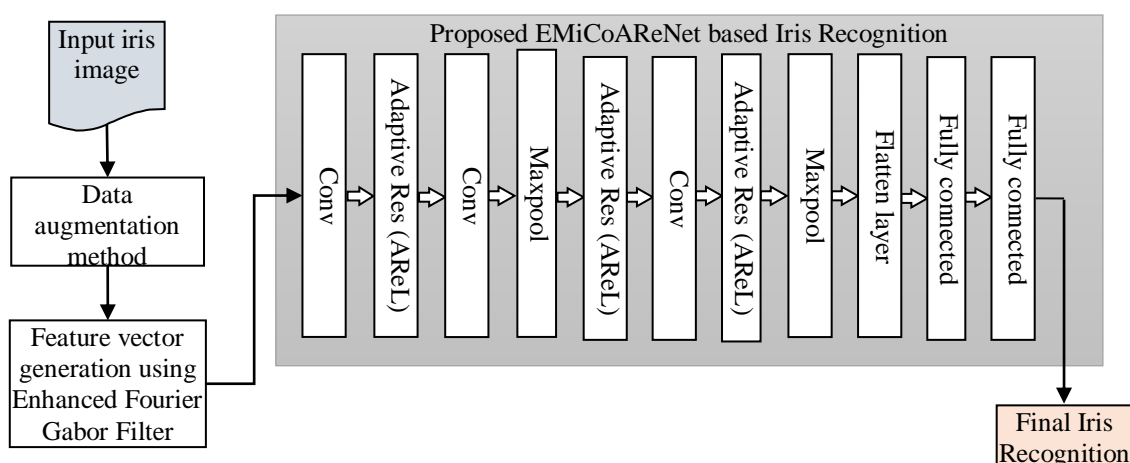 Input iris
image
Data
augmentation
method
Feature vector
generation using
Enhanced Fourier
Gabor Filter
Proposed EMiCoAReNet based Iris Recognition
Conv
Adaptive Res (AReL)
Conv
Maxpool
Adaptive Res (AReL)
Conv
Adaptive Res (AReL)
Maxpool
Flatten layer
Fully connected
Fully connected
Final Iris
Recognition